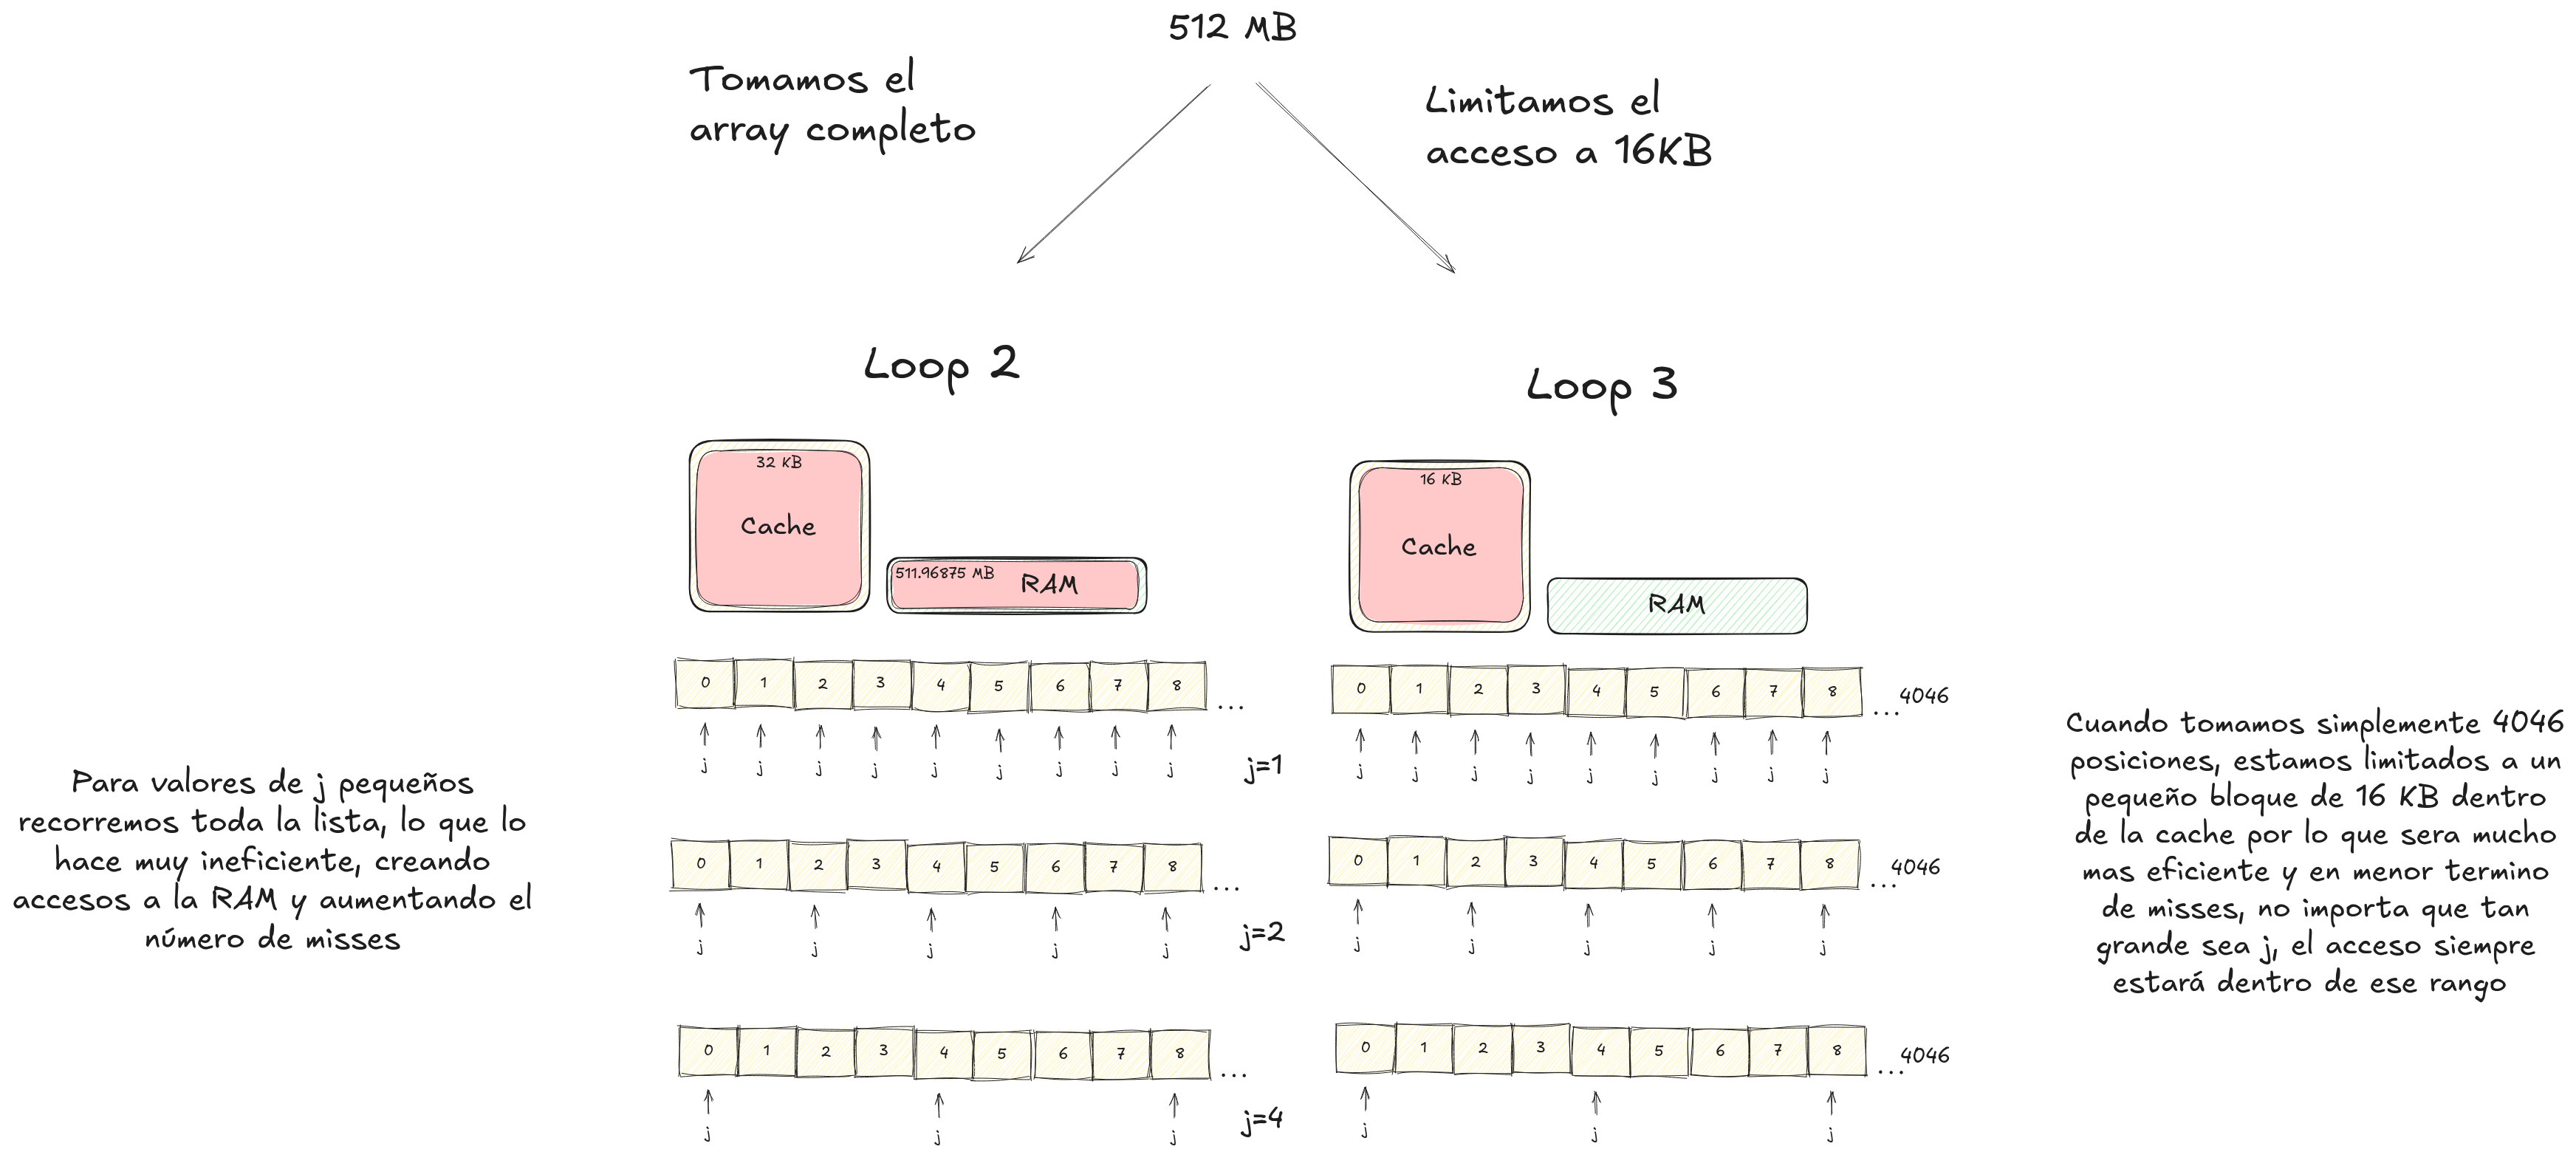 512 MB
Tomamos el
array completo
Limitamos el
acceso a 16KB
Loop 2
Loop 3
32 KB
Cache
511.96875 MB RAM
16 KB
Cache
RAM
0 1 2 3 4 5 6 7 8 ...
j j j j j j j j j
j=1
0 1 2 3 4 5 6 7 8 ...4046
j j j j j j j j j
0 1 2 3 4 5 6 7 8 ...
j j j j j
j=2
0 1 2 3 4 5 6 7 8 ...4046
j j j j j
0 1 2 3 4 5 6 7 8 ...
j j j
j=4
0 1 2 3 4 5 6 7 8 ...4046
j j j
Para valores de j pequeños
recorremos toda la lista, lo que lo
hace muy ineficiente, creando
accesos a la RAM y aumentando el
número de misses
Cuando tomamos simplemente 4046
posiciones, estamos limitados a un
pequeño bloque de 16 KB dentro
de la cache por lo que sera mucho
mas eficiente y en menor termino
de misses, no importa que tan
grande sea j, el acceso siempre
estará dentro de ese rango